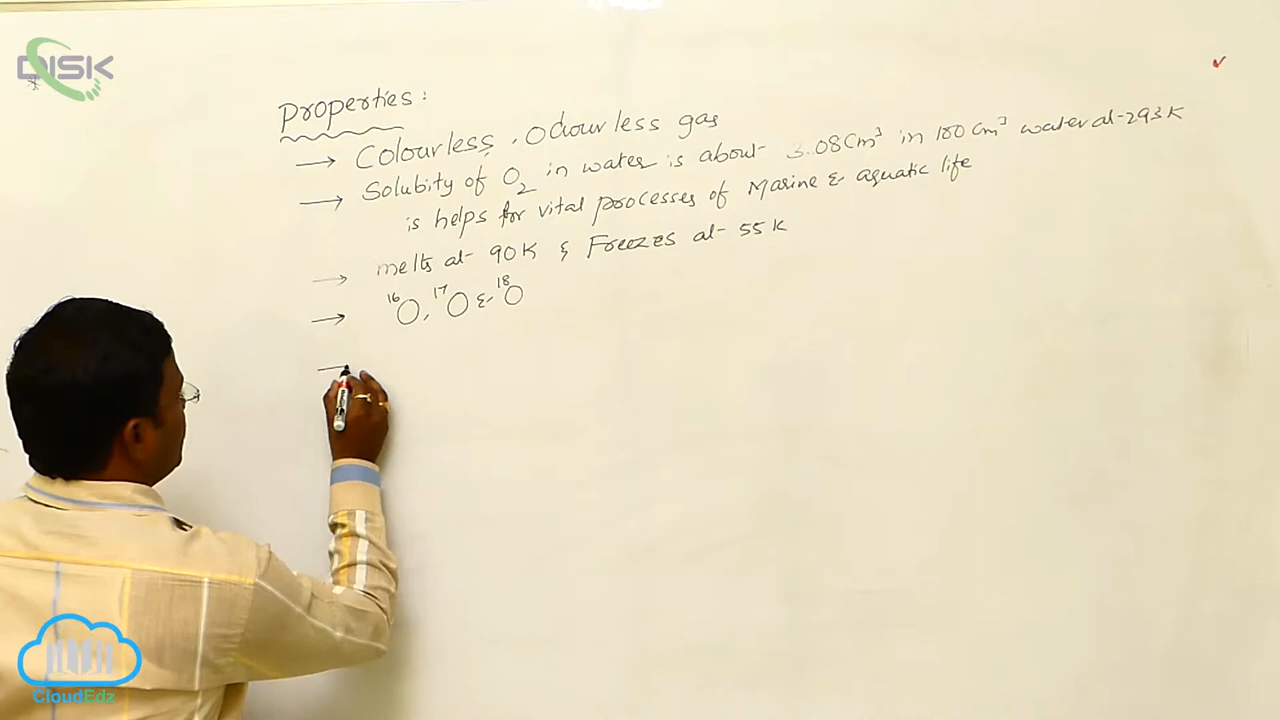 DISK
Properties:
→ Colourless, Odourless gas
→ Solubity of O₂ in water is about 3.08 Cm³ in 100 Cm³ water at 293 K
is helps for vital processes of Marine & aquatic life
→ melts at 90K & Freezes at 55 K
→ ¹⁶O, ¹⁷O & ¹⁸O
CloudEdz